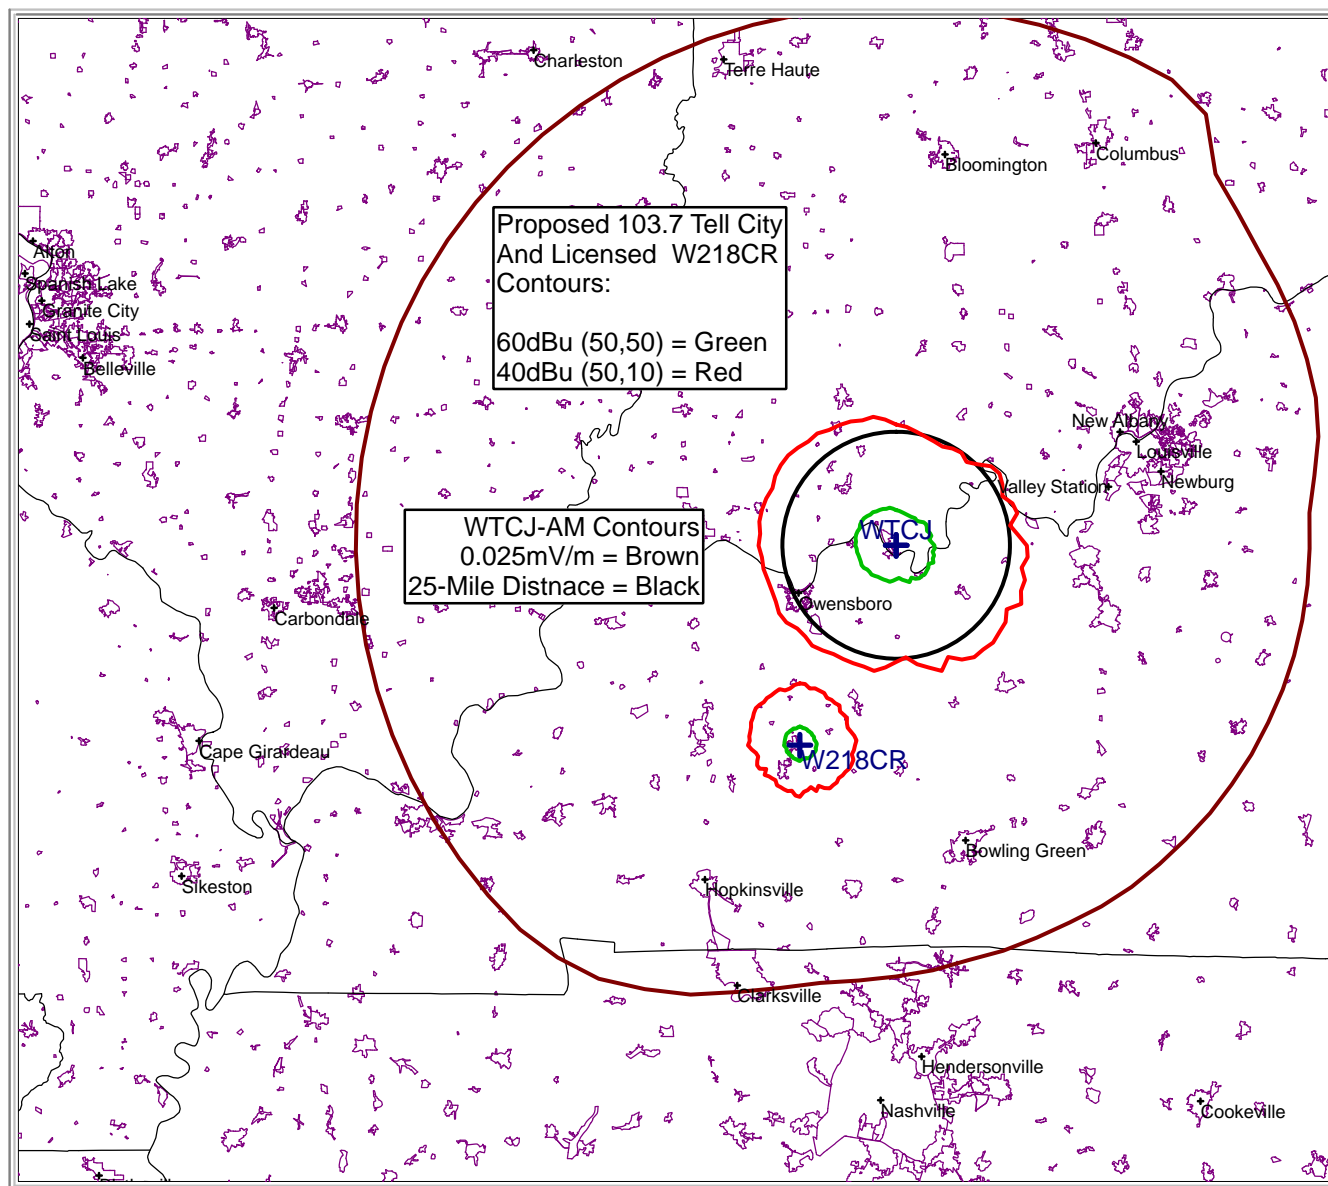 Charleston
Terre Haute
Bloomington
Columbus
Proposed 103.7 Tell City
And Licensed W218CR
Contours:
60dBu (50,50) = Green
40dBu (50,10) = Red
Alton
Spanish Lake
Granite City
Saint Louis
Belleville
New Albany
Louisville
Newburg
Valley Station
WTCJ-AM Contours
0.025mV/m = Brown
25-Mile Distnace = Black
WTCJ
Owensboro
Carbondale
Cape Girardeau
W218CR
Bowling Green
Hopkinsville
Sikeston
Clarksville
Hendersonville
Nashville
Cookeville